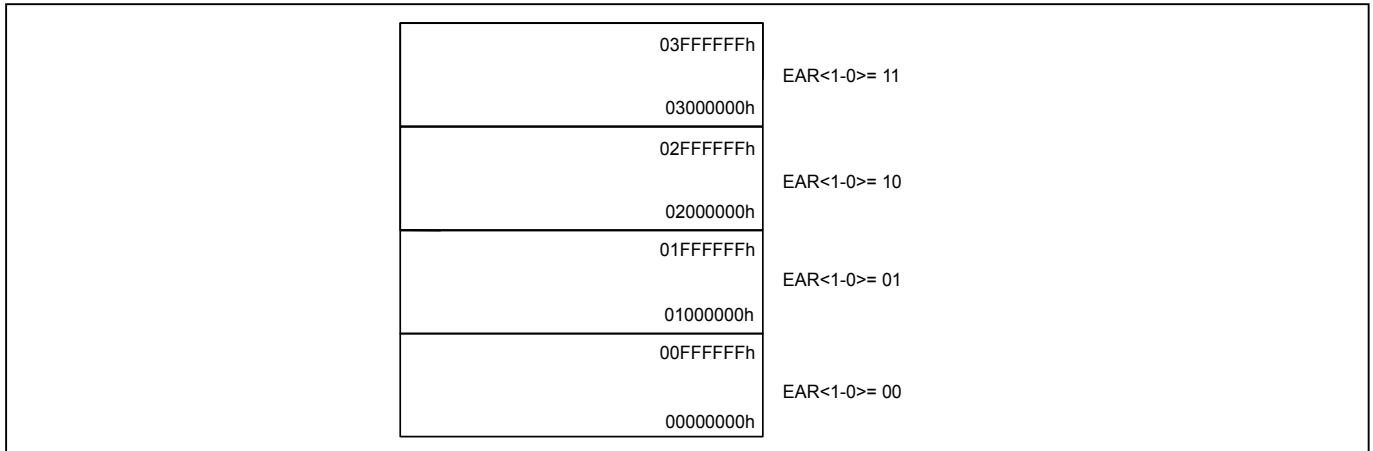 03FFFFFFh
EAR<1-0>= 11
03000000h
02FFFFFFh
EAR<1-0>= 10
02000000h
01FFFFFFh
EAR<1-0>= 01
01000000h
00FFFFFFh
EAR<1-0>= 00
00000000h